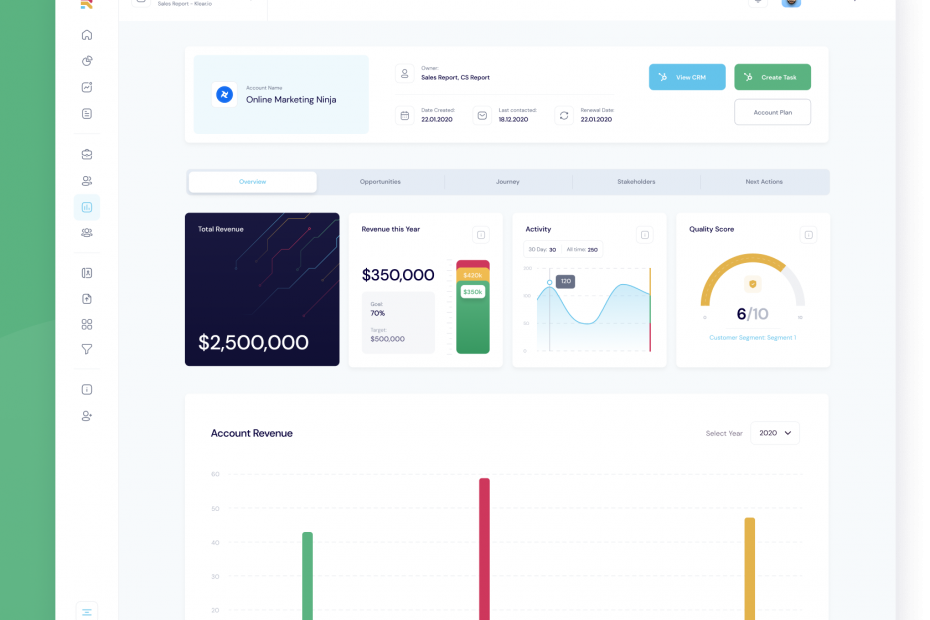 Sales Report - Kleario
Account Name
Online Marketing Ninja
Owner:
Sales Report, CS Report
Date Created:
22.01.2020
Last contacted:
18.12.2020
Renewal Date:
22.01.2020
View CRM
Create Task
Account Plan
Overview
Opportunities
Journey
Stakeholders
Next Actions
Total Revenue
$2,500,000
Revenue this Year
$350,000
Goal:
70%
Target:
$500,000
$420k
$350k
Activity
30 Day: 30
All time: 250
120
200
100
50
0
Quality Score
6/10
Customer Segment: Segment 1
Account Revenue
Select Year
2020
60
50
40
30
20